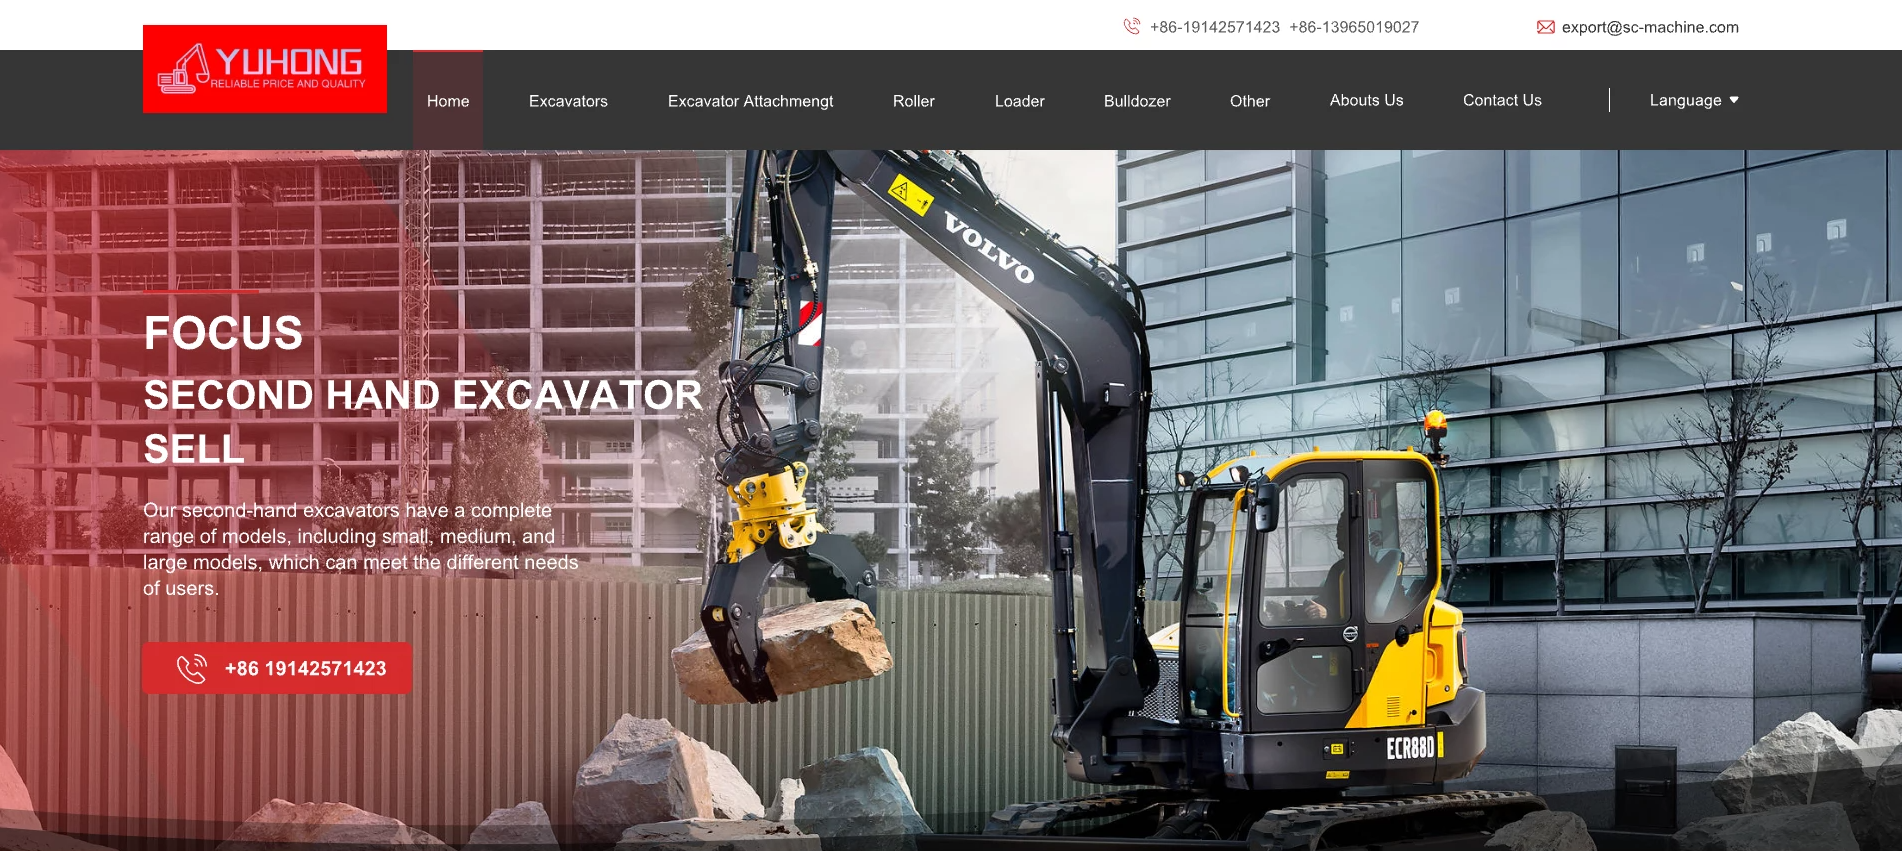 +86-19142571423 +86-13965019027
export@sc-machine.com
YUHONG
RELIABLE PRICE AND QUALITY
Home
Excavators
Excavator Attachmengt
Roller
Loader
Bulldozer
Other
Abouts Us
Contact Us
Language
VOLVO
FOCUS
SECOND HAND EXCAVATOR
SELL
Our second-hand excavators have a complete
range of models, including small, medium, and
large models, which can meet the different needs
of users.
+86 19142571423
ECR88D